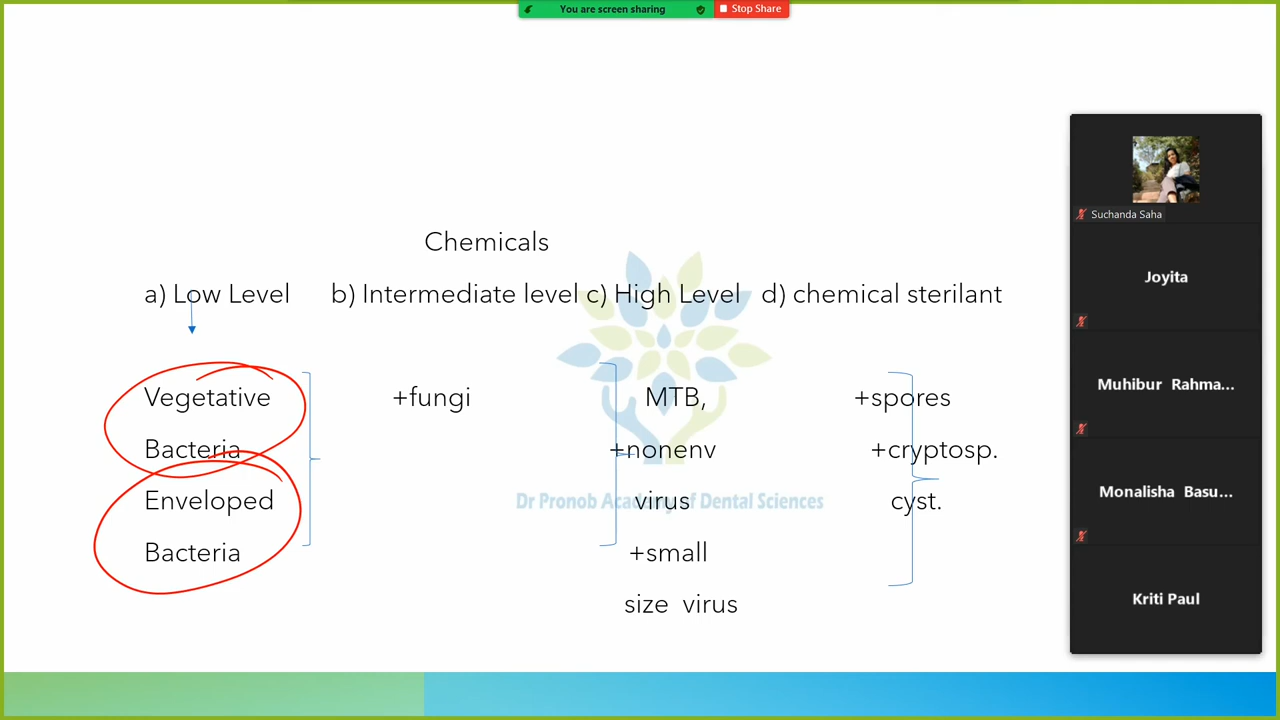 You are screen sharing
Stop Share
Chemicals
a) Low Level b) Intermediate level c) High Level d) chemical sterilant
Vegetative +fungi MTB, +spores
Bacteria +nonenv +cryptosp.
Enveloped virus cyst.
Bacteria +small
size virus
Dr Pronob Academy of Dental Sciences
Suchanda Saha
Joyita
Muhibur Rahma...
Monalisha Basu...
Kriti Paul